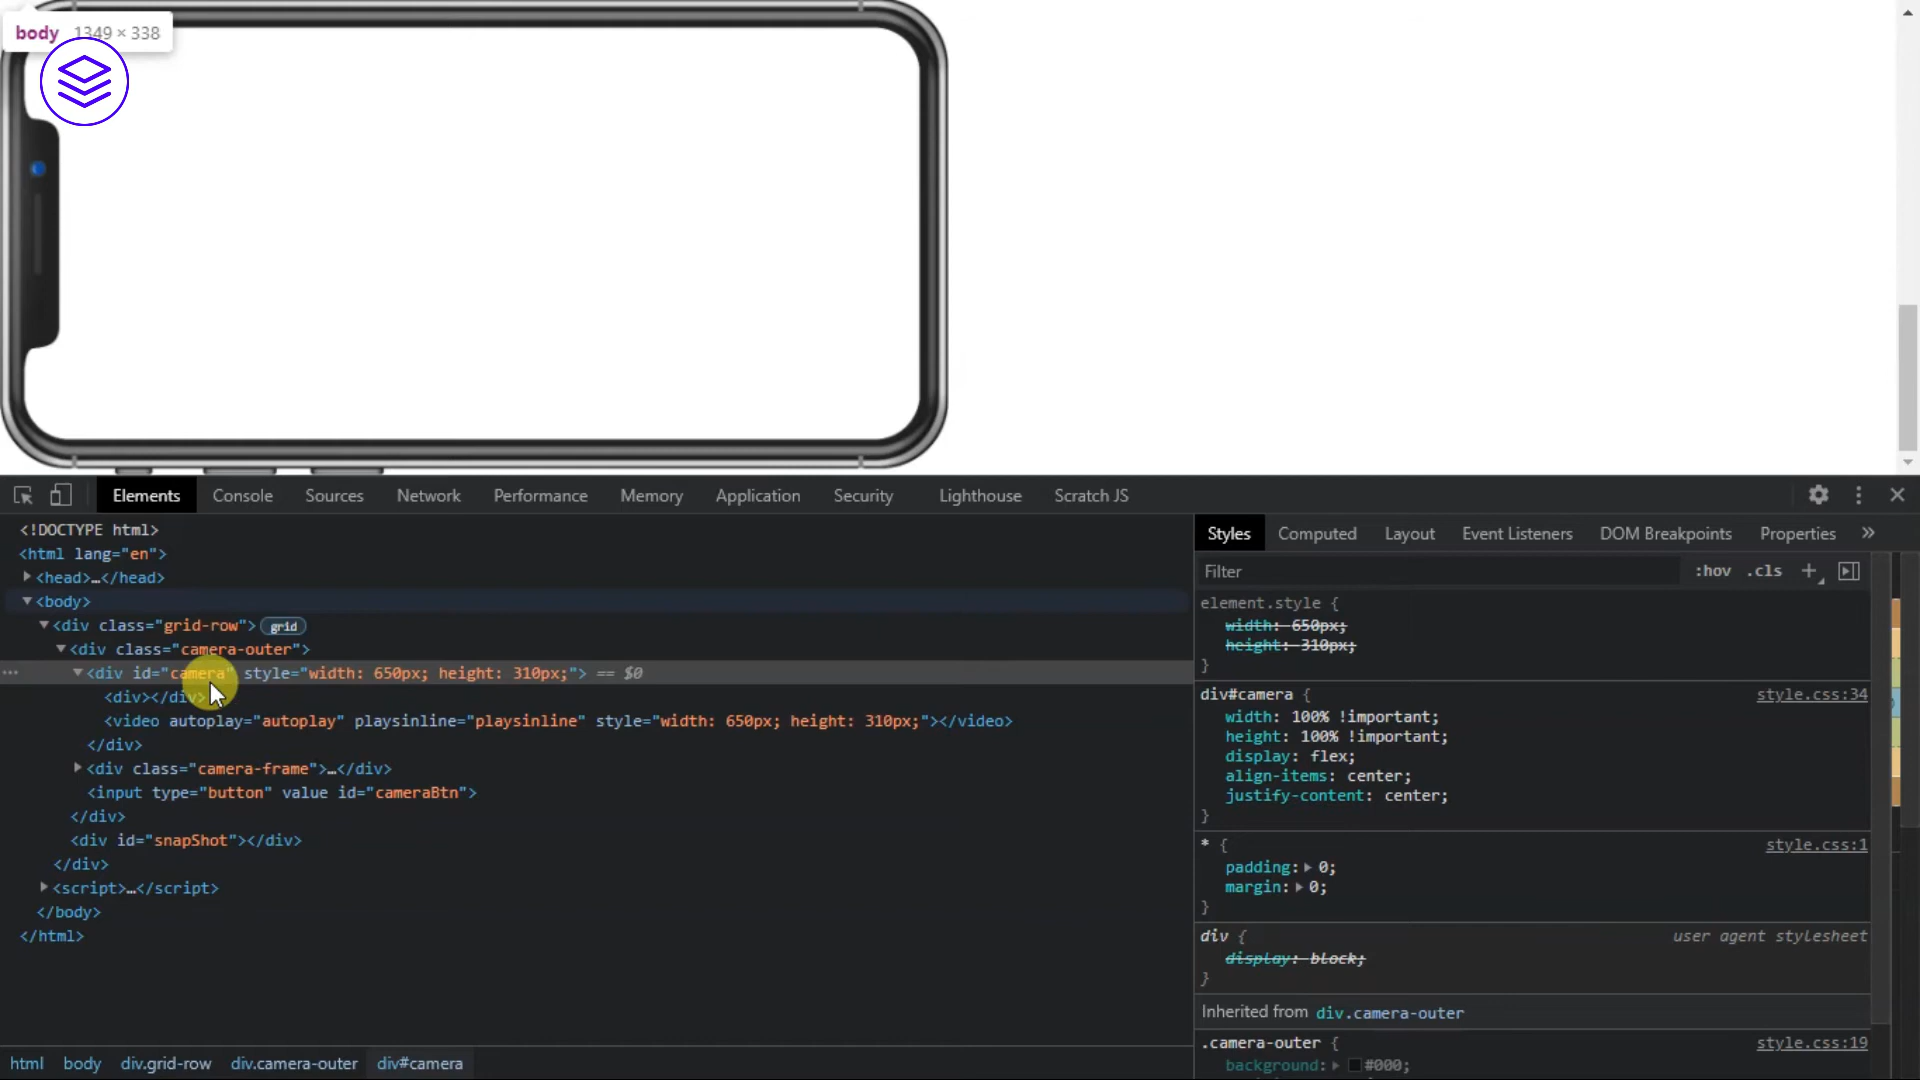 body 1349 × 338
Elements Console Sources Network Performance Memory Application Security Lighthouse Scratch JS
<!DOCTYPE html>
<html lang="en">
<head>…</head>
<body>
<div class="grid-row"> grid
<div class="camera-outer">
<div id="camera" style="width: 650px; height: 310px;"> == $0
<div></div>
<video autoplay="autoplay" playsinline="playsinline" style="width: 650px; height: 310px;"></video>
</div>
<div class="camera-frame">…</div>
<input type="button" value id="cameraBtn">
</div>
<div id="snapShot"></div>
</div>
<script>…</script>
</body>
</html>
html body div.grid-row div.camera-outer div#camera
Styles Computed Layout Event Listeners DOM Breakpoints Properties »
Filter :hov .cls +
element.style {
width: 650px;
height: 310px;
}
div#camera { style.css:34
width: 100% !important;
height: 100% !important;
display: flex;
align-items: center;
justify-content: center;
}
* { style.css:1
padding: 0;
margin: 0;
}
div { user agent stylesheet
display: block;
}
Inherited from div.camera-outer
.camera-outer { style.css:19
background: #000;